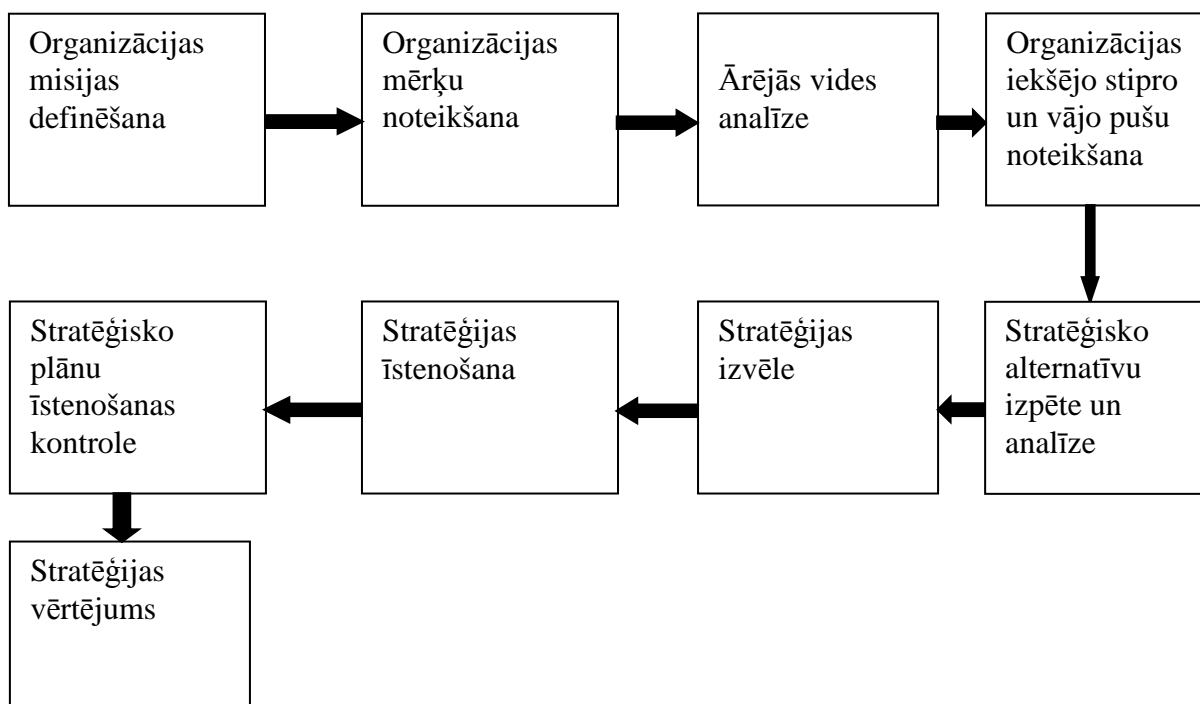 Organizācijas
misijas
definēšana
Organizācijas
mērķu
noteikšana
Ārējās vides
analīze
Organizācijas
iekšējo stipro
un vājo pušu
noteikšana
Stratēģisko
alternatīvu
izpēte un
analīze
Stratēģijas
izvēle
Stratēģijas
īstenošana
Stratēģisko
plānu
īstenošanas
kontrole
Stratēģijas
vērtējums